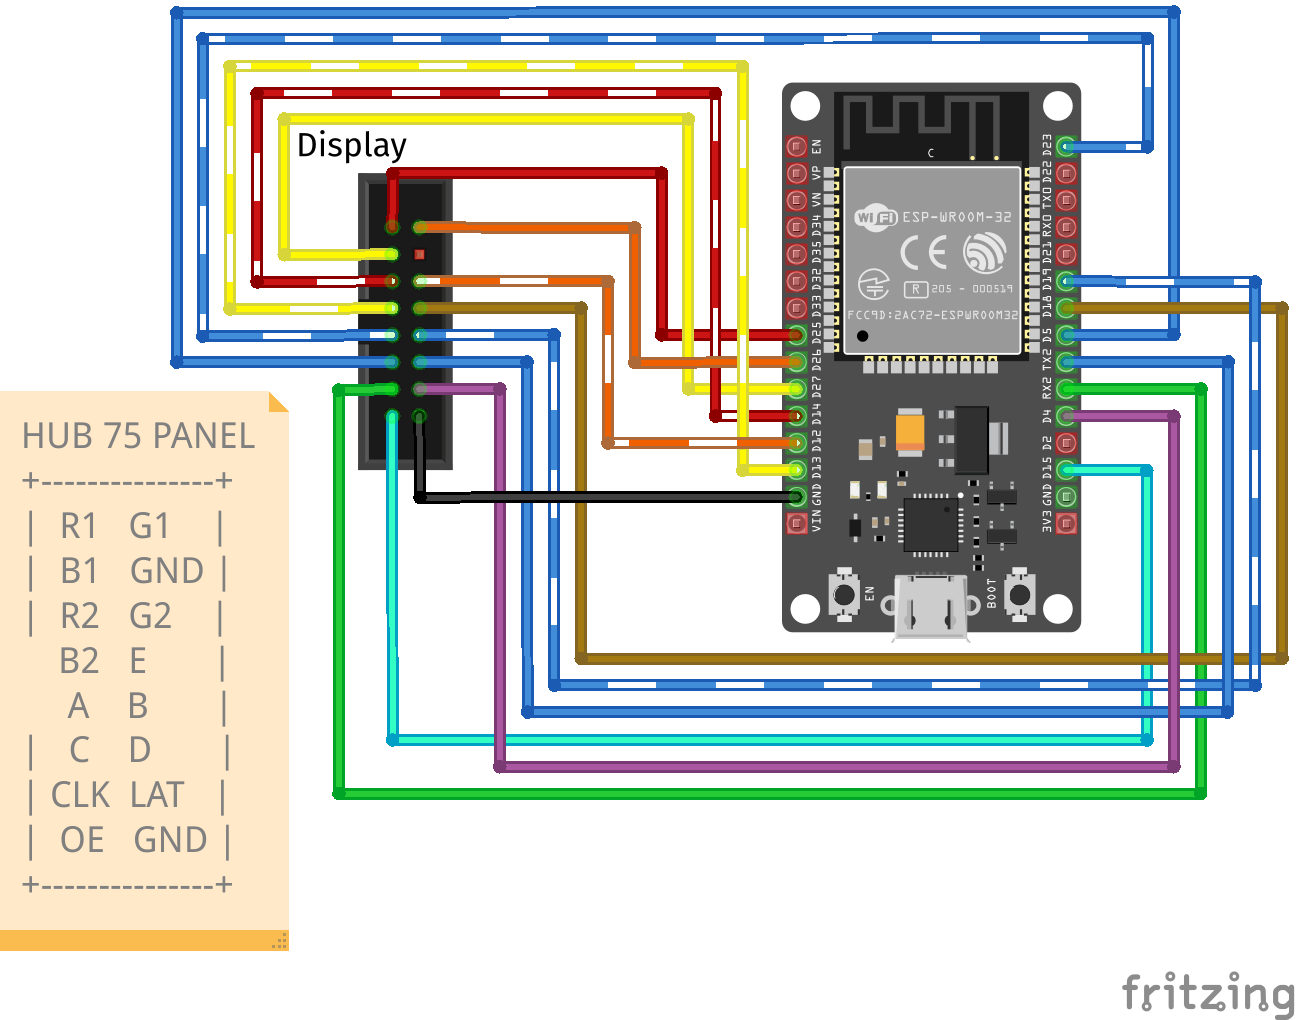 Display
HUB 75 PANEL
+---------------+
| R1 G1 |
| B1 GND |
| R2 G2 |
B2 E |
A B |
| C D |
| CLK LAT |
| OE GND |
+---------------+
EN
VP
VN
D34
D35
D32
D33
D25
D26
D27
D14
D12
D13
GND
VIN
C
WiFi ESP-WROOM-32
CE
R 205 - 000519
FCC9D:2AC72-ESPWROOM32
D23
D22
TX0
RX0
D21
D19
D18
D5
TX2
RX2
D4
D2
D15
GND
3V3
EN
BOOT
fritzing